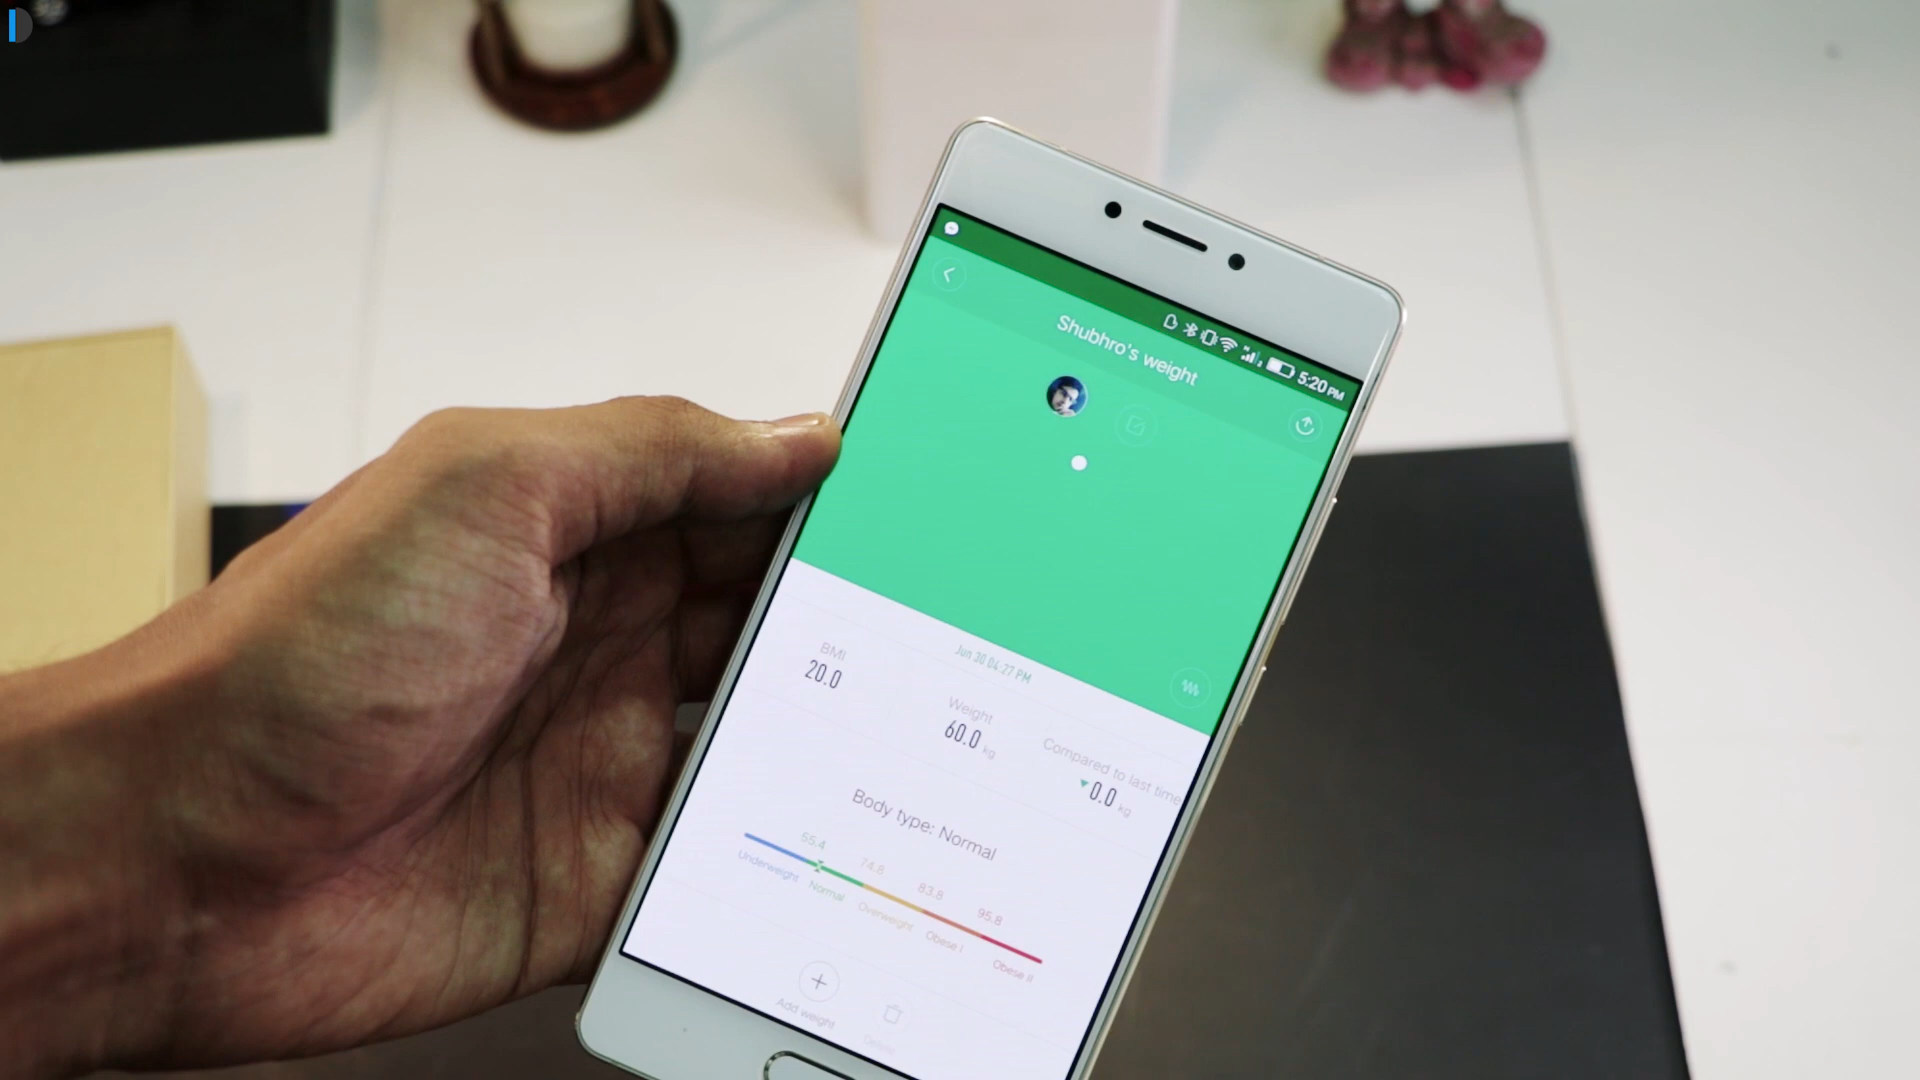 5:20 PM
Shubhro's weight
Jun 30 04:27 PM
BMI
20.0
Weight
60.0 kg
Compared to last time
0.0 kg
Body type: Normal
55.4 74.8 83.8 95.8
Underweight Normal Overweight Obese I Obese II
Add weight
Delete